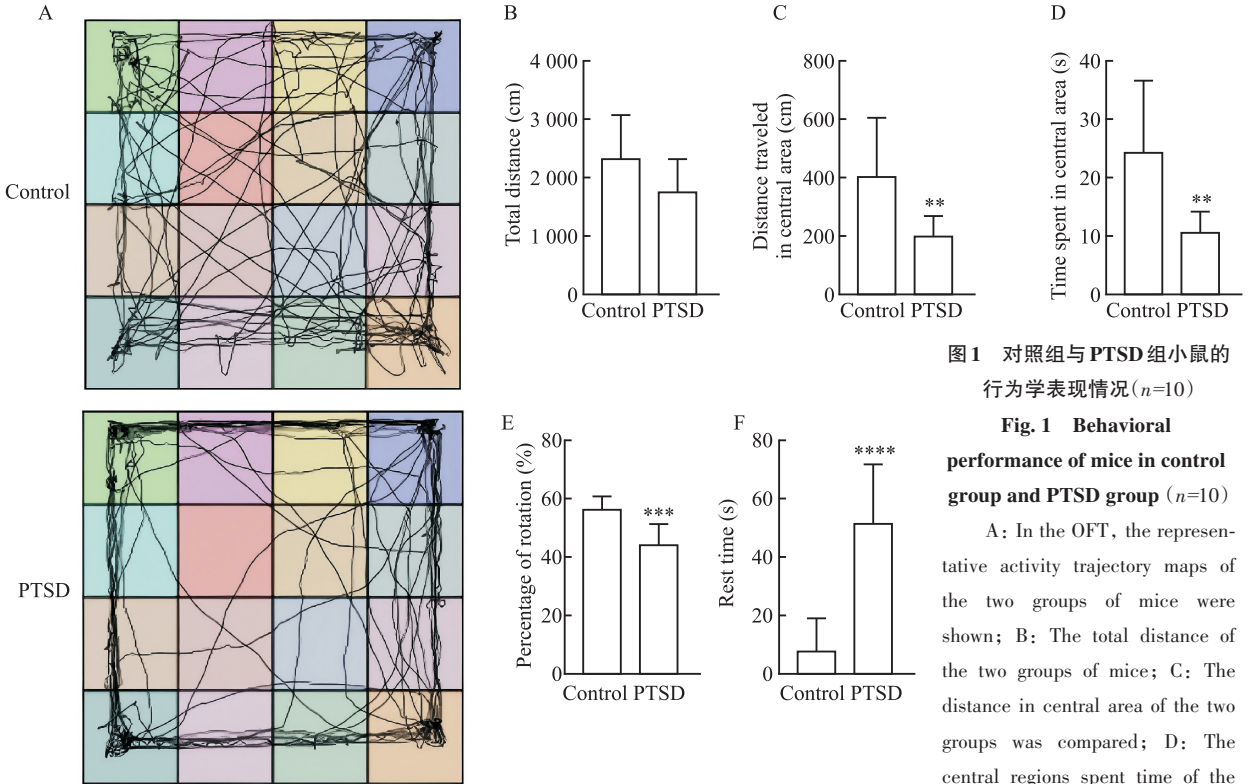 A
Control
PTSD
B
Total distance (cm)
4 000
3 000
2 000
1 000
0
Control PTSD
C
Distance traveled
in central area (cm)
800
600
400
200
0
**
Control PTSD
D
Time spent in central area (s)
40
30
20
10
0
**
Control PTSD
E
Percentage of rotation (%)
80
60
40
20
0
***
Control PTSD
F
Rest time (s)
80
60
40
20
0
****
Control PTSD
图1 对照组与PTSD组小鼠的
行为学表现情况(n=10)
Fig. 1 Behavioral
performance of mice in control
group and PTSD group (n=10)
A: In the OFT, the represen-
tative activity trajectory maps of
the two groups of mice were
shown; B: The total distance of
the two groups of mice; C: The
distance in central area of the two
groups was compared; D: The
central regions spent time of the